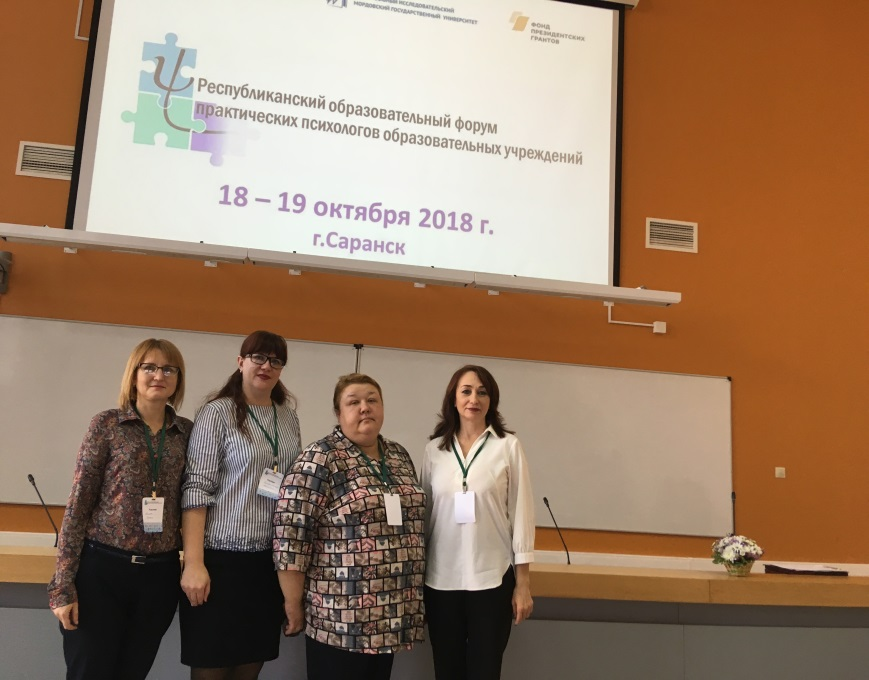 МОРДОВСКИЙ ГОСУДАРСТВЕННЫЙ УНИВЕРСИТЕТ
ФОНД
ПРЕЗИДЕНТСКИХ
ГРАНТОВ
Республиканский образовательный форум
практических психологов образовательных учреждений
18 – 19 октября 2018 г.
г.Саранск